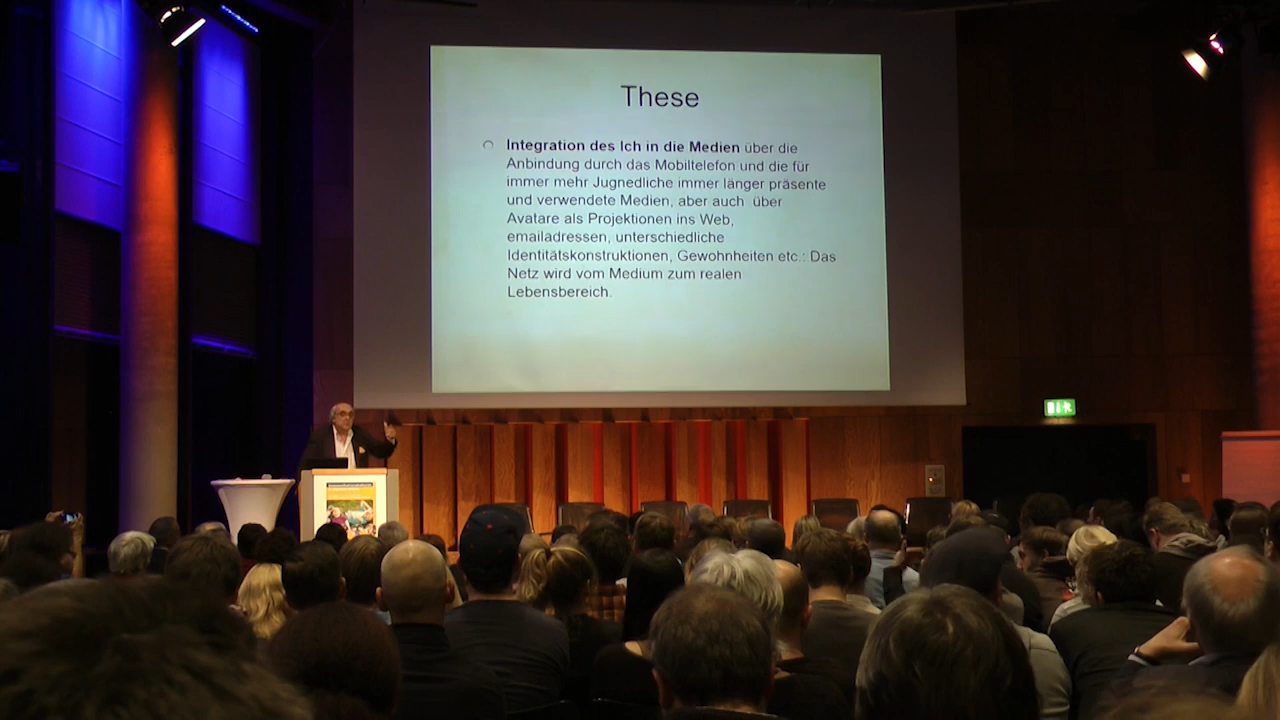 These
Integration des Ich in die Medien über die
Anbindung durch das Mobiltelefon und die für
immer mehr Jugnedliche immer länger präsente
und verwendete Medien, aber auch über
Avatare als Projektionen ins Web,
emailadressen, unterschiedliche
Identitätskonstruktionen, Gewohnheiten etc.: Das
Netz wird vom Medium zum realen
Lebensbereich.